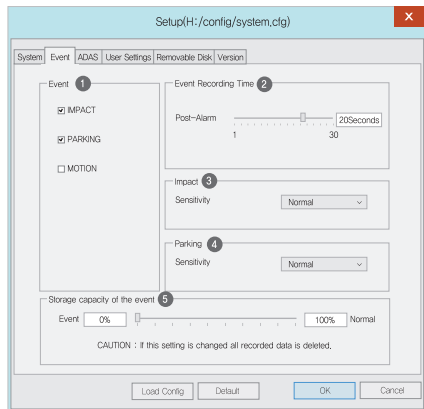 Setup(H:/config/system,cfg)
X
System Event ADAS User Settings Removable Disk Version
Event 1
IMPACT
PARKING
MOTION
Event Recording Time 2
Post-Alarm 20Seconds
1 30
Impact 3
Sensitivity Normal
Parking 4
Sensitivity Normal
Storage capacity of the event 5
Event 0% 100% Normal
CAUTION : If this setting is changed all recorded data is deleted,
Load Config Default OK Cancel